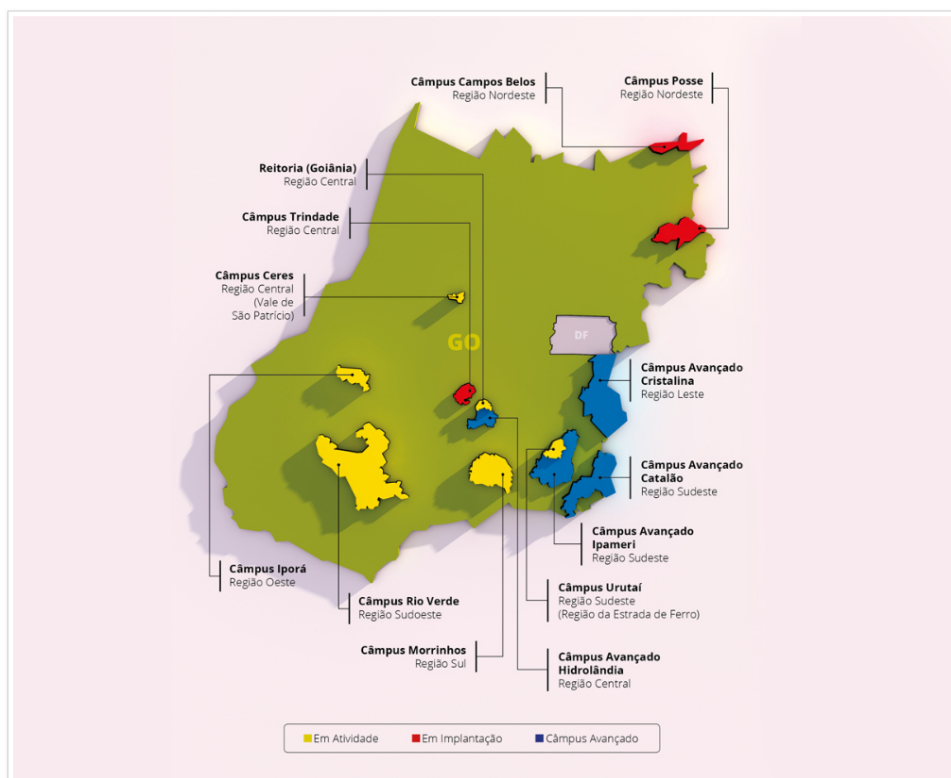 Câmpus Campos Belos
Região Nordeste
Câmpus Posse
Região Nordeste
Reitoria (Goiânia)
Região Central
Câmpus Trindade
Região Central
Câmpus Ceres
Região Central
(Vale de
São Patrício)
GO
DF
Câmpus Avançado
Cristalina
Região Leste
Câmpus Avançado
Catalão
Região Sudeste
Câmpus Avançado
Ipameri
Região Sudeste
Câmpus Iporá
Região Oeste
Câmpus Rio Verde
Região Sudoeste
Câmpus Urutaí
Região Sudeste
(Região da Estrada de Ferro)
Câmpus Morrinhos
Região Sul
Câmpus Avançado
Hidrolândia
Região Central
Em Atividade
Em Implantação
Câmpus Avançado